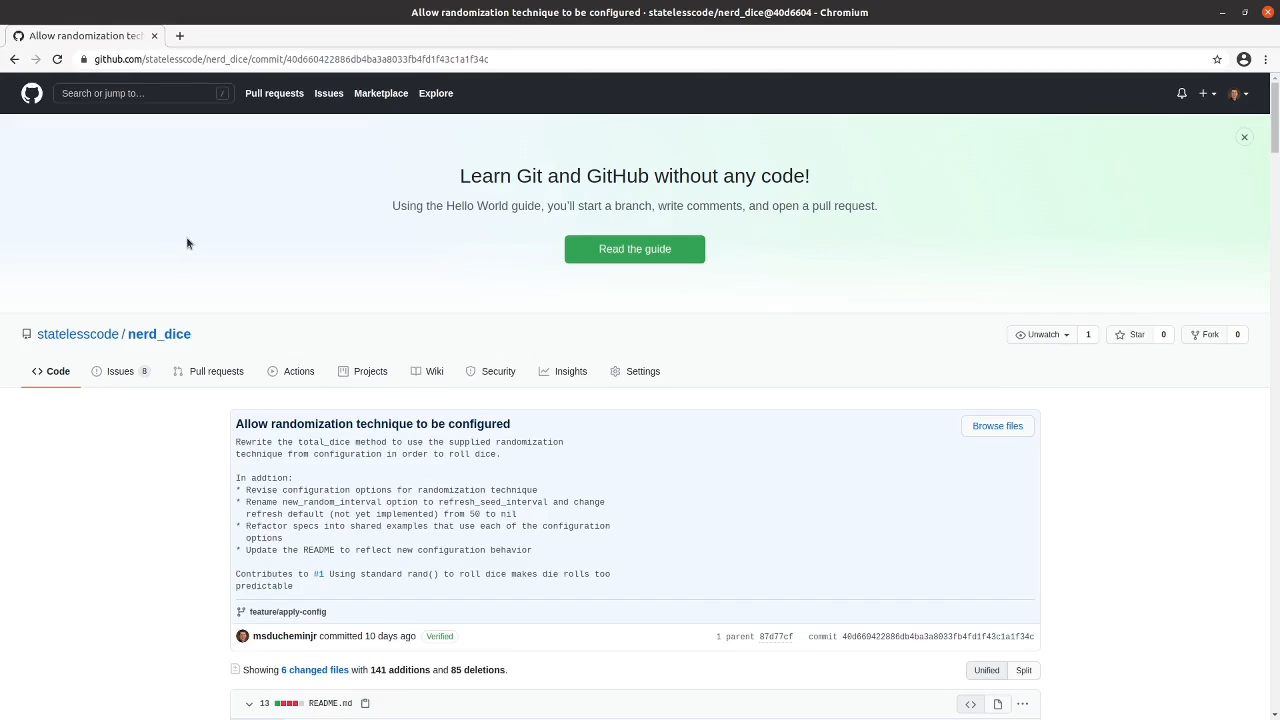 Allow randomization technique to be configured · statelesscode/nerd_dice@40d6604 - Chromium
Allow randomization tec
github.com/statelesscode/nerd_dice/commit/40d660422886db4ba3a8033fb4fd1f43c1a1f34c
Search or jump to… / Pull requests Issues Marketplace Explore
Learn Git and GitHub without any code!
Using the Hello World guide, you'll start a branch, write comments, and open a pull request.
Read the guide
statelesscode / nerd_dice Unwatch 1 Star 0 Fork 0
Code Issues 8 Pull requests Actions Projects Wiki Security Insights Settings
Allow randomization technique to be configured Browse files
Rewrite the total_dice method to use the supplied randomization
technique from configuration in order to roll dice.
In addtion:
* Revise configuration options for randomization technique
* Rename new_random_interval option to refresh_seed_interval and change
refresh default (not yet implemented) from 50 to nil
* Refactor specs into shared examples that use each of the configuration
options
* Update the README to reflect new configuration behavior
Contributes to #1 Using standard rand() to roll dice makes die rolls too
predictable
feature/apply-config
msducheminjr committed 10 days ago Verified 1 parent 87d77cf commit 40d660422886db4ba3a8033fb4fd1f43c1a1f34c
Showing 6 changed files with 141 additions and 85 deletions. Unified Split
13 README.md